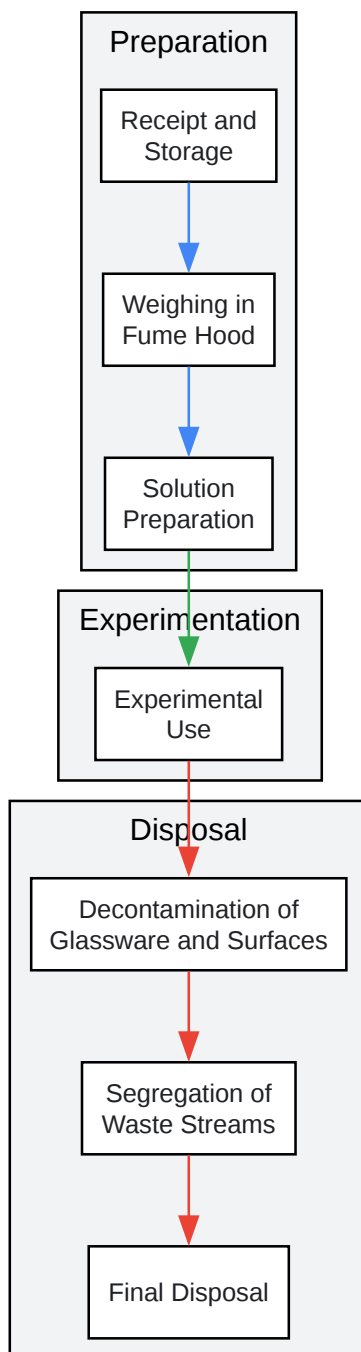 Preparation
Receipt and
Storage
Weighing in
Fume Hood
Solution
Preparation
Experimentation
Experimental
Use
Disposal
Decontamination of
Glassware and Surfaces
Segregation of
Waste Streams
Final Disposal